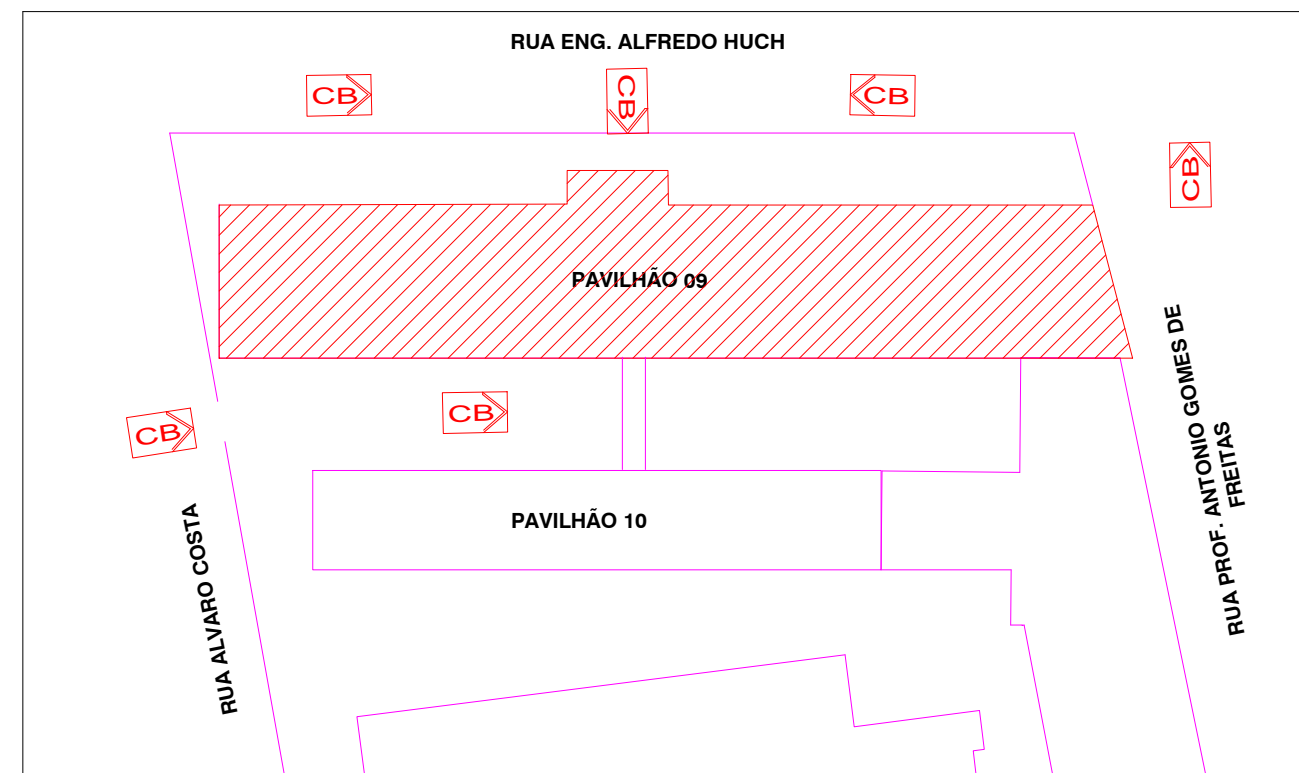 RUA ENG. ALFREDO HUCH
CB
CB
CB
CB
PAVILHÃO 09
CB
CB
RUA PROF. ANTONIO GOMES DE
FREITAS
PAVILHÃO 10
RUA ALVARO COSTA